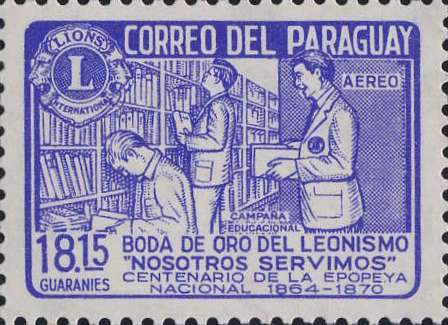 LIONS
L
INTERNATIONAL
CORREO DEL PARAGUAY
AEREO
CAMPAÑA
EDUCACIONAL
18.15
GUARANIES
BODA DE ORO DEL LEONISMO
"NOSOTROS SERVIMOS"
CENTENARIO DE LA EPOPEYA
NACIONAL 1864-1870